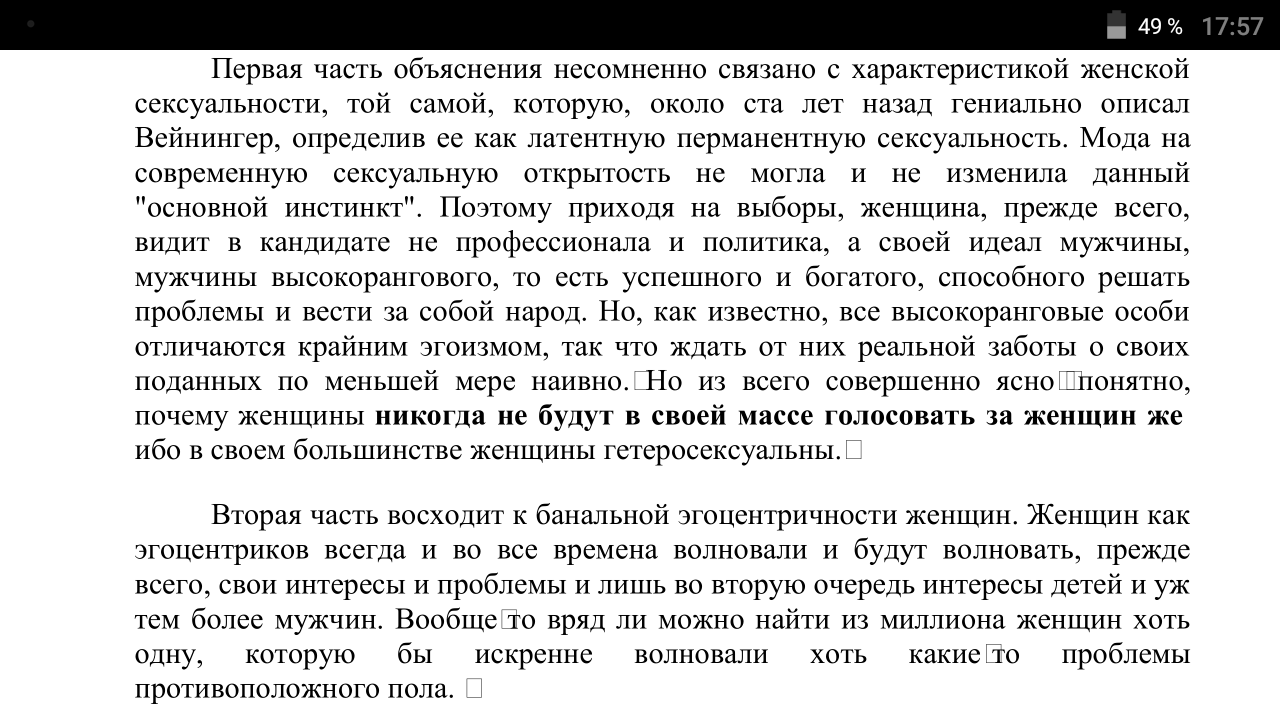 49 % 17:57
Первая часть объяснения несомненно связано с характеристикой женской
сексуальности, той самой, которую, около ста лет назад гениально описал
Вейнингер, определив ее как латентную перманентную сексуальность. Мода на
современную сексуальную открытость не могла и не изменила данный
"основной инстинкт". Поэтому приходя на выборы, женщина, прежде всего,
видит в кандидате не профессионала и политика, а своей идеал мужчины,
мужчины высокорангового, то есть успешного и богатого, способного решать
проблемы и вести за собой народ. Но, как известно, все высокоранговые особи
отличаются крайним эгоизмом, так что ждать от них реальной заботы о своих
поданных по меньшей мере наивно. Но из всего совершенно ясно понятно,
почему женщины никогда не будут в своей массе голосовать за женщин же
ибо в своем большинстве женщины гетеросексуальны.
Вторая часть восходит к банальной эгоцентричности женщин. Женщин как
эгоцентриков всегда и во все времена волновали и будут волновать, прежде
всего, свои интересы и проблемы и лишь во вторую очередь интересы детей и уж
тем более мужчин. Вообще то вряд ли можно найти из миллиона женщин хоть
одну, которую бы искренне волновали хоть какие то проблемы
противоположного пола.